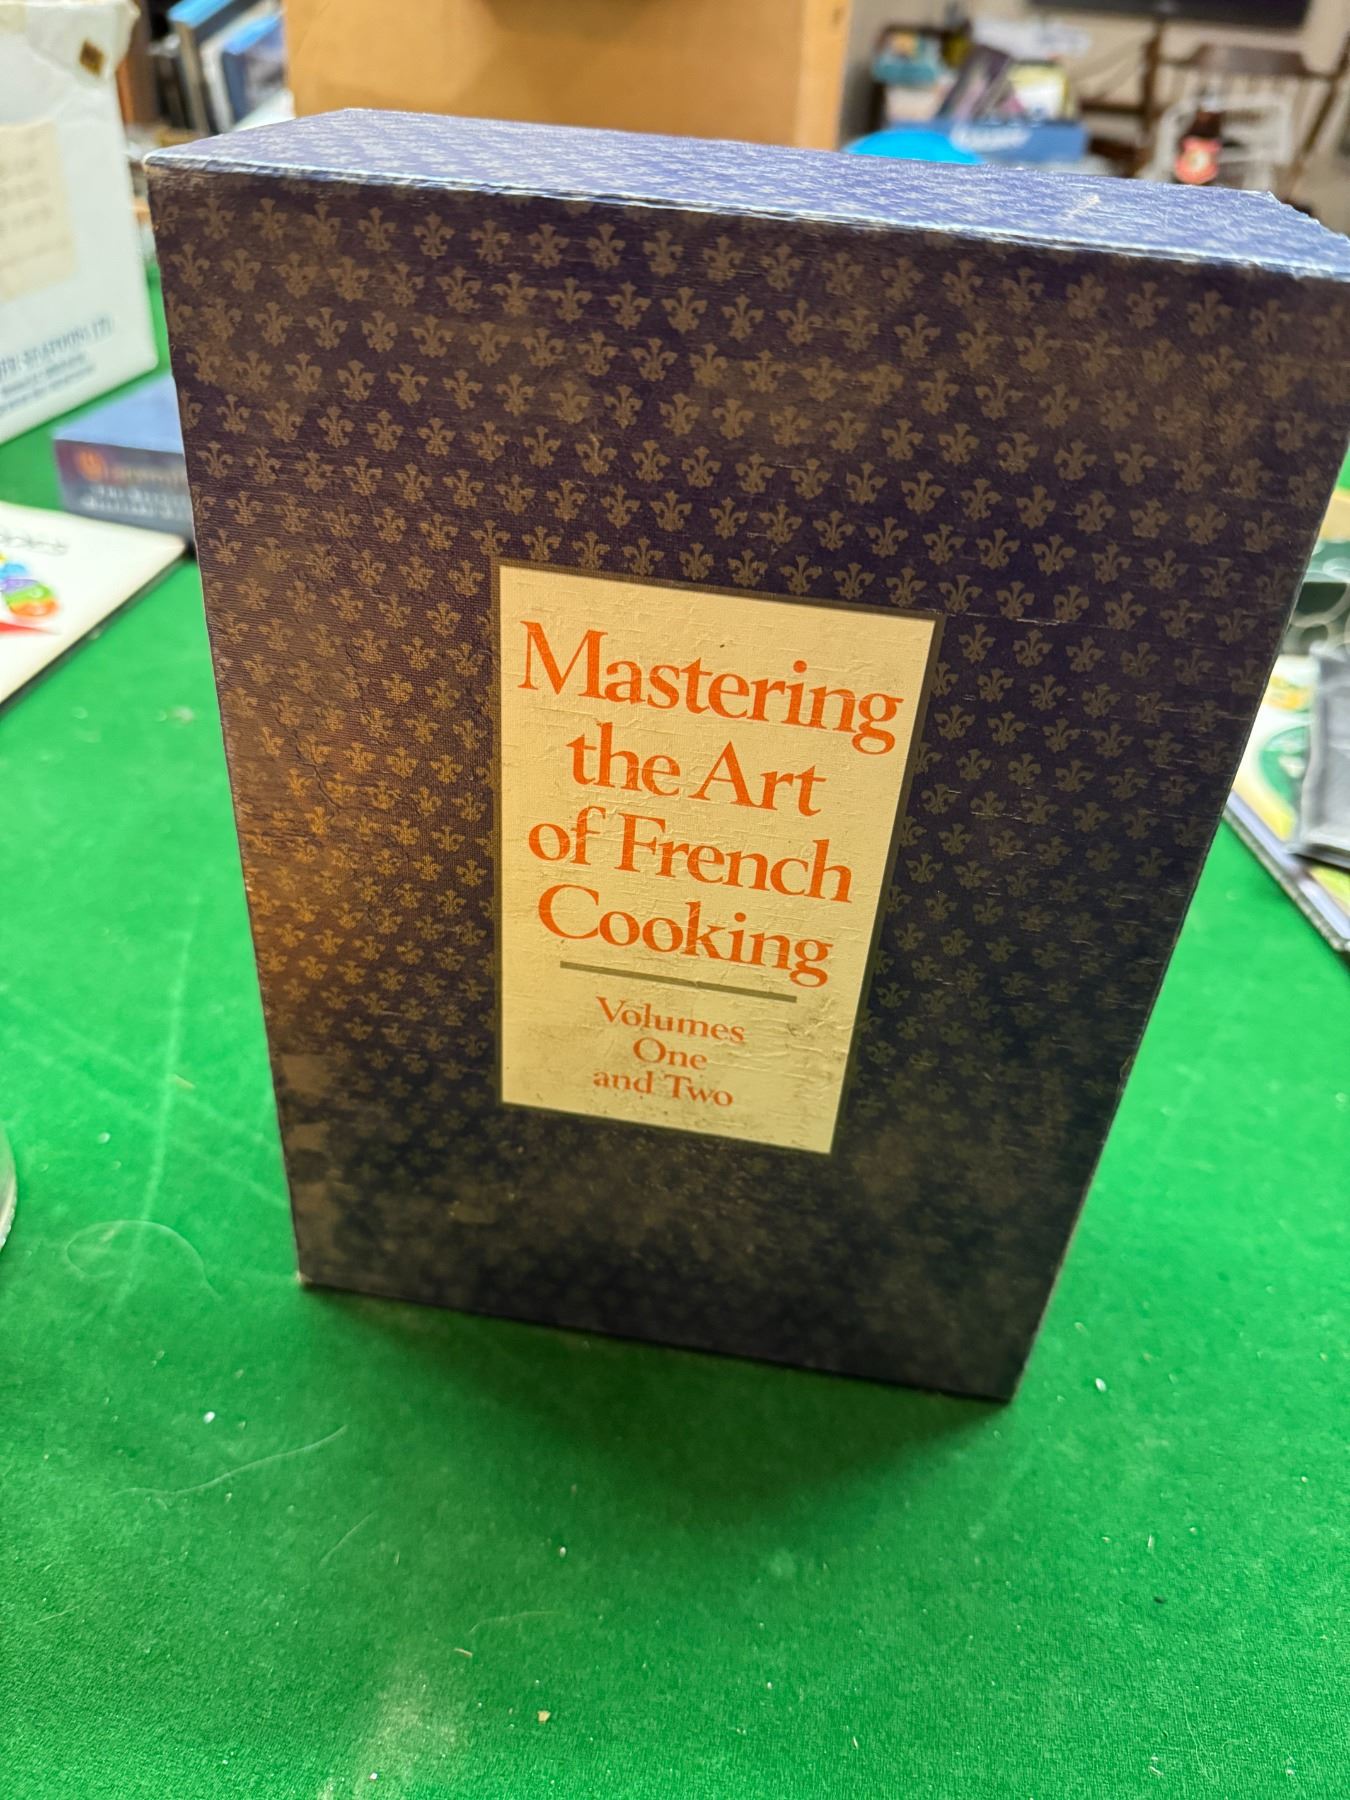 Mastering
the Art
of French
Cooking
Volumes
One
and Two